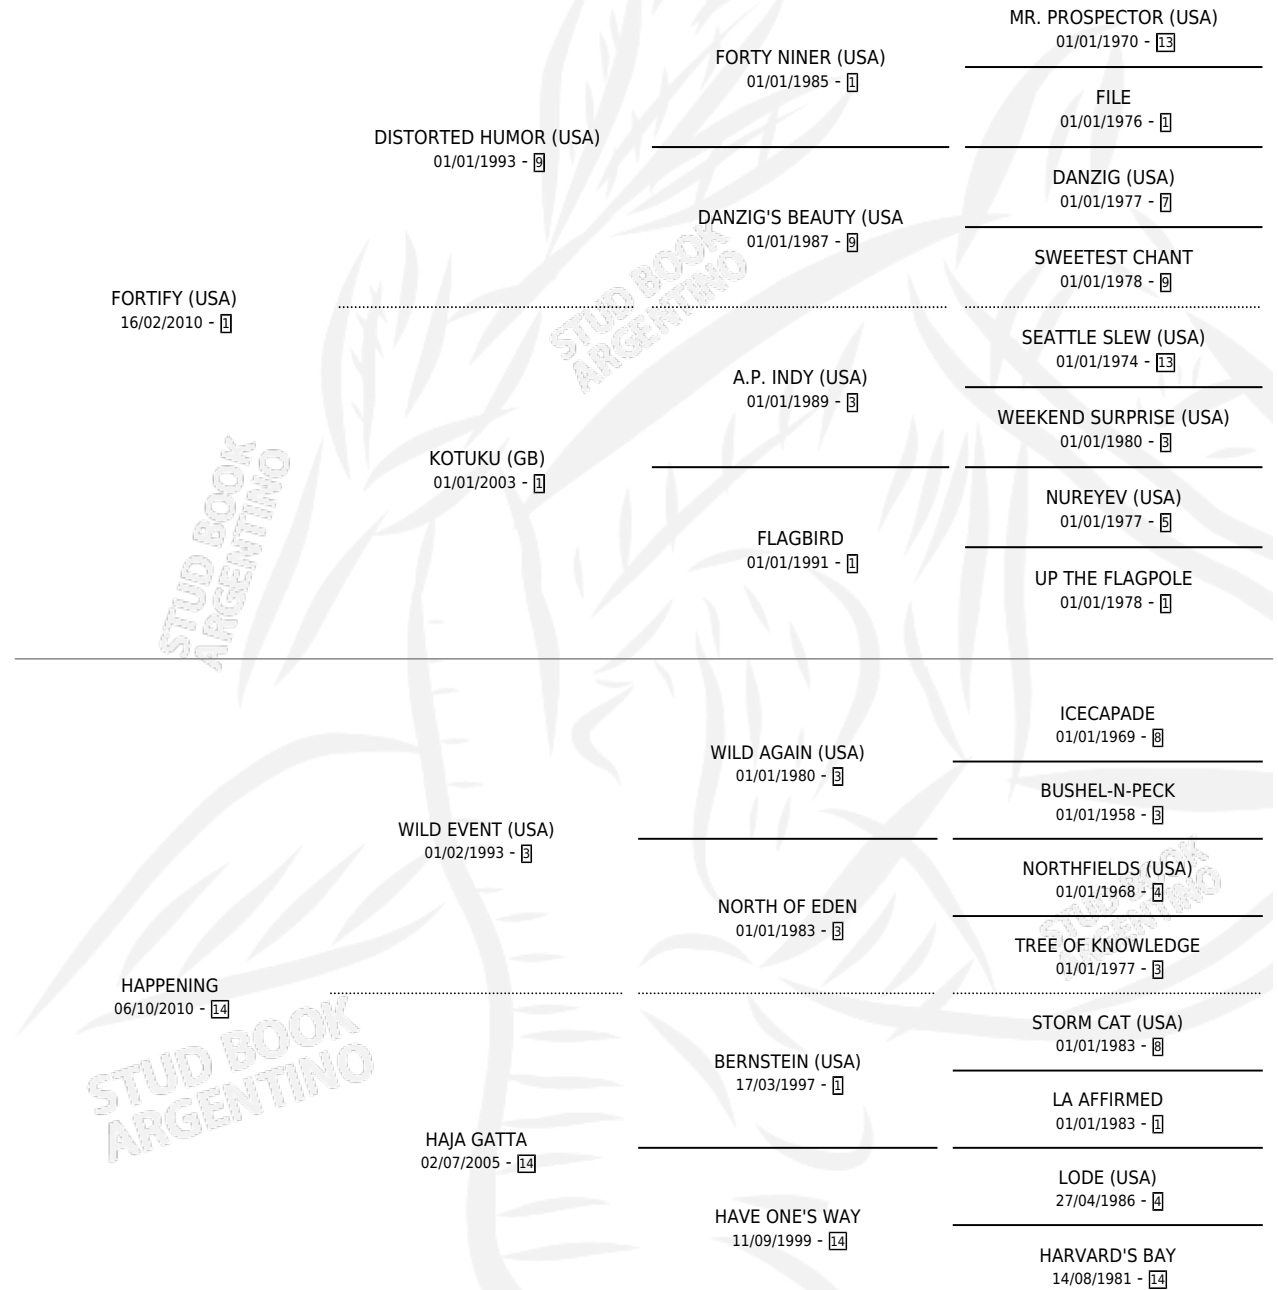 MR. PROSPECTOR (USA)
01/01/1970 - 13
FORTY NINER (USA)
01/01/1985 - 1
FILE
01/01/1976 - 1
DISTORTED HUMOR (USA)
01/01/1993 - 9
DANZIG (USA)
01/01/1977 - 7
DANZIG'S BEAUTY (USA
01/01/1987 - 9
SWEETEST CHANT
01/01/1978 - 9
FORTIFY (USA)
16/02/2010 - 1
STUD BOOK
ARGENTINO
SEATTLE SLEW (USA)
01/01/1974 - 13
A.P. INDY (USA)
01/01/1989 - 3
WEEKEND SURPRISE (USA)
01/01/1980 - 3
KOTUKU (GB)
01/01/2003 - 1
NUREYEV (USA)
01/01/1977 - 5
FLAGBIRD
01/01/1991 - 1
UP THE FLAGPOLE
01/01/1978 - 1
STUD BOOK
ARGENTINO
ICECAPADE
01/01/1969 - 8
WILD AGAIN (USA)
01/01/1980 - 3
BUSHEL-N-PECK
01/01/1958 - 3
WILD EVENT (USA)
01/02/1993 - 3
NORTHFIELDS (USA)
01/01/1968 - 4
NORTH OF EDEN
01/01/1983 - 3
TREE OF KNOWLEDGE
01/01/1977 - 3
STUD BOOK
ARGENTINO
HAPPENING
06/10/2010 - 14
STORM CAT (USA)
01/01/1983 - 8
BERNSTEIN (USA)
17/03/1997 - 1
LA AFFIRMED
01/01/1983 - 1
STUD BOOK
ARGENTINO
HAJA GATTA
02/07/2005 - 14
LODE (USA)
27/04/1986 - 4
HAVE ONE'S WAY
11/09/1999 - 14
HARVARD'S BAY
14/08/1981 - 14